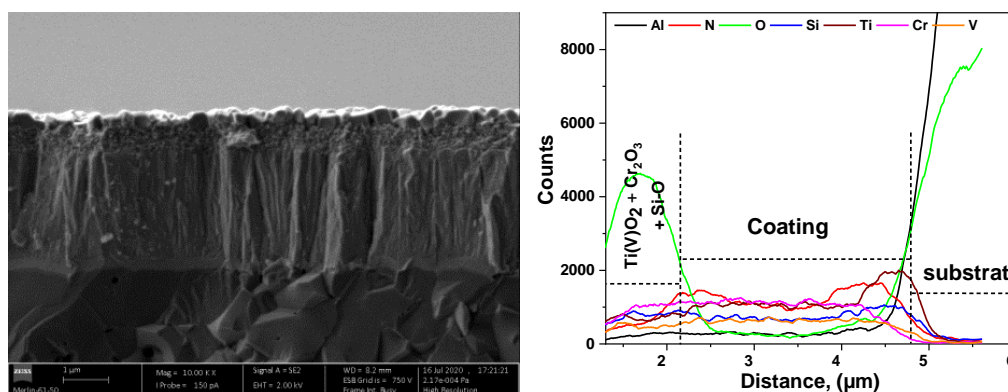 1 µm
Mag = 10.00 K X
I Probe = 150 pA
Signal A = SE2
EHT = 2.00 kV
WD = 8.2 mm
ESB Grid is = 750 V
16 Jul 2020
17:21:21
2.17e-004 Pa
High Resolution
ZEISS
Merlin-61-50
Al N O Si Ti Cr V
8000
6000
4000
2000
0
Counts
Ti(V)O2 + Cr2O3
+ Si-O
Coating
substrat
2 3 4 5 6
Distance, (µm)